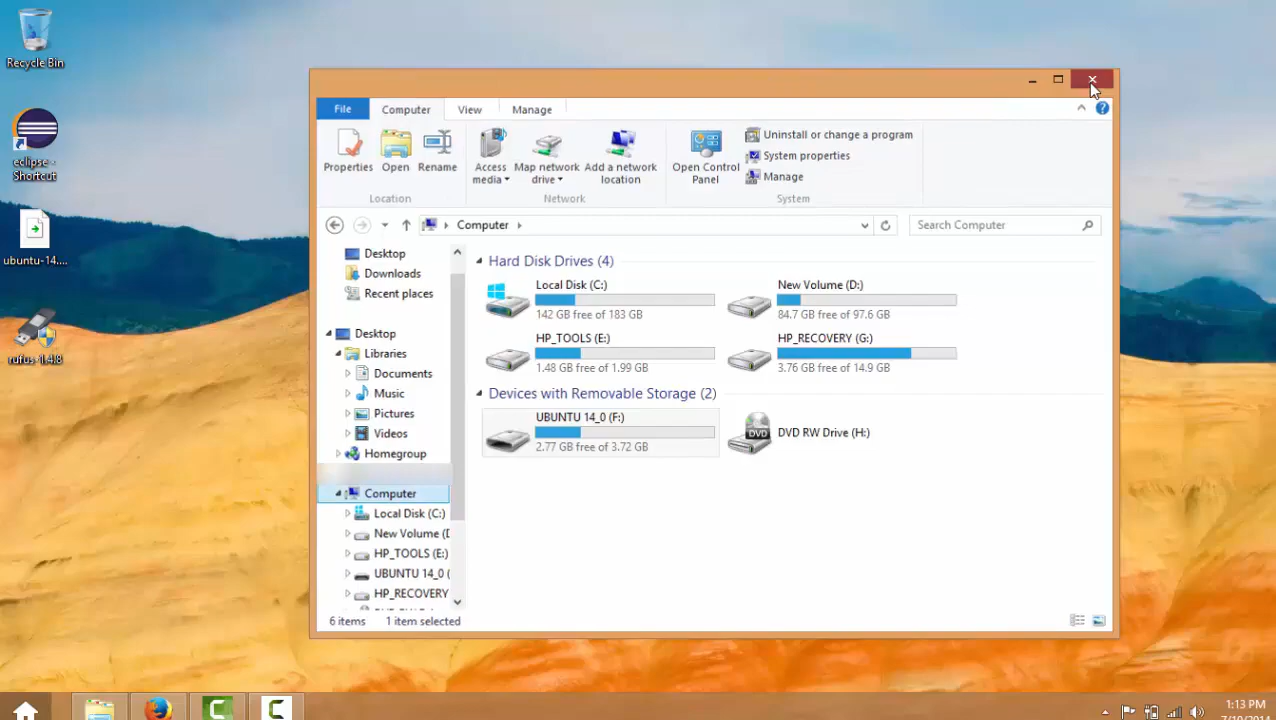 Recycle Bin
eclipse -
Shortcut
ubuntu-14....
rufus-1.4.8
File
Computer
View
Manage
Properties
Open
Rename
Access
media
Map network
drive
Add a network
location
Open Control
Panel
Uninstall or change a program
System properties
Manage
Location
Network
System
Computer
Search Computer
Desktop
Downloads
Recent places
Desktop
Libraries
Documents
Music
Pictures
Videos
Homegroup
Computer
Local Disk (C:)
New Volume (D
HP_TOOLS (E:)
UBUNTU 14_0 (
HP_RECOVERY
Hard Disk Drives (4)
Local Disk (C:)
142 GB free of 183 GB
New Volume (D:)
84.7 GB free of 97.6 GB
HP_TOOLS (E:)
1.48 GB free of 1.99 GB
HP_RECOVERY (G:)
3.76 GB free of 14.9 GB
Devices with Removable Storage (2)
UBUNTU 14_0 (F:)
2.77 GB free of 3.72 GB
DVD
DVD RW Drive (H:)
6 items
1 item selected
1:13 PM